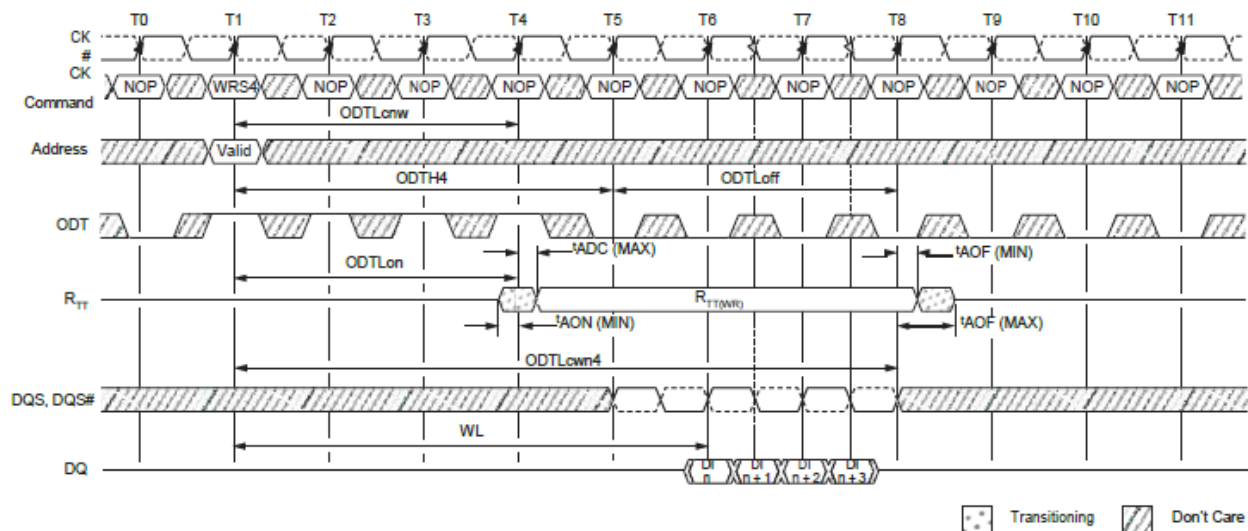 T0 T1 T2 T3 T4 T5 T6 T7 T8 T9 T10 T11
CK
#
CK
Command NOP WRS4 NOP NOP NOP NOP NOP NOP NOP NOP NOP NOP
ODTLcnw
Address Valid
ODTH4 ODTLoff
ODT
tADC (MAX) tAOF (MIN)
ODTLon
RTT RTT(WR)
tAON (MIN) tAOF (MAX)
ODTLcwn4
DQS, DQS#
WL
DQ DI n DI n + 1 DI n + 2 DI n + 3
Transitioning Don't Care